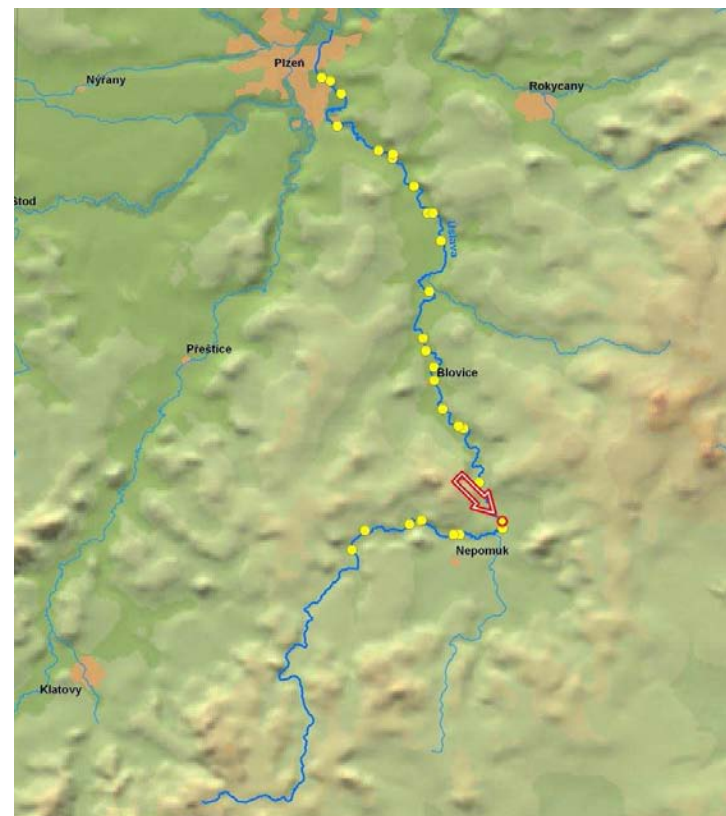 Plzeň
Nýřany
Rokycany
Stod
Úslava
Přeštice
Blovice
Nepomuk
Klatovy